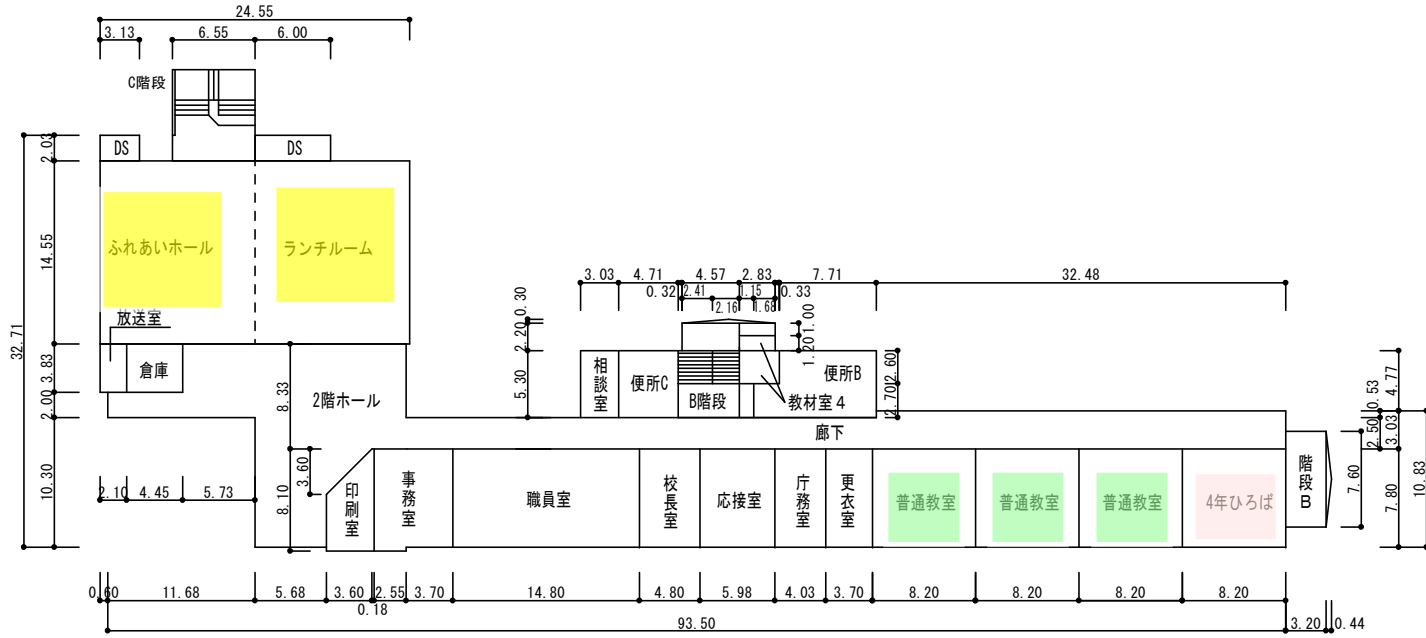 24.55
3.13
6.55
6.00
C階段
DS
DS
2.03
ふれあいホール
ランチルーム
14.55
32.71
放送室
倉庫
3.83
2.00
10.30
8.33
2階ホール
3.03
4.71
4.57
2.83
7.71
32.48
0.32
2.41
1.15
0.33
2.16
1.68
0.30
2.20
5.30
1.00
1.20
相談室
便所C
B階段
教材室4
便所B
2.60
2.70
0.53
4.77
2.50
3.03
廊下
3.60
8.10
2.10
4.45
5.73
印刷室
事務室
職員室
校長室
応接室
庁務室
更衣室
普通教室
普通教室
普通教室
4年ひろば
階段B
7.60
7.80
10.83
0.60
11.68
5.68
3.60
2.55
3.70
14.80
4.80
5.98
4.03
3.70
8.20
8.20
8.20
8.20
0.18
93.50
3.20
0.44